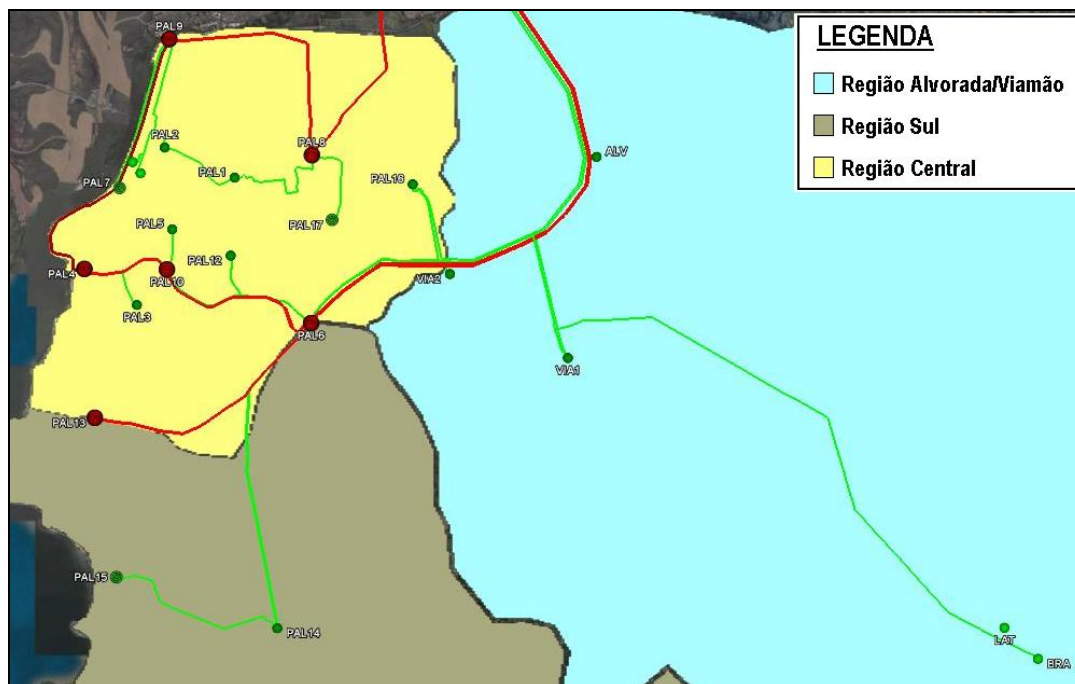 LEGENDA
Região Alvorada/Viamão
Região Sul
Região Central
PAL9
PAL2
PAL8
ALV
PAL1
PAL7
PAL18
PAL5
PAL17
PAL12
PAL4
PAL10
VIA2
PAL3
PAL6
VIA1
PAL13
PAL15
PAL14
LAT
BRA